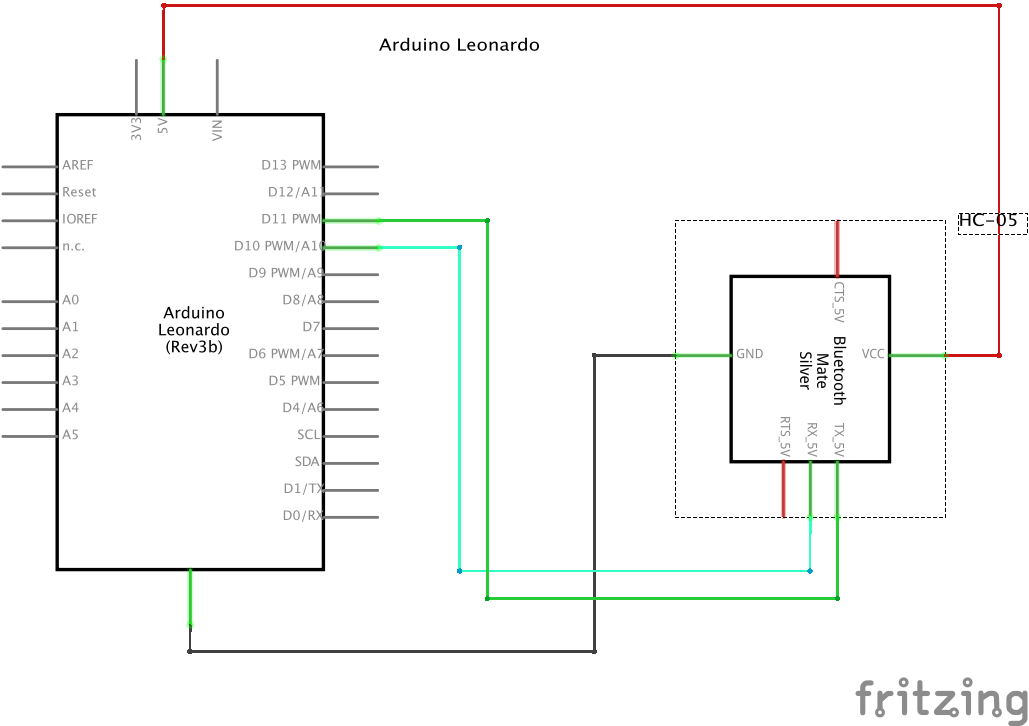 Arduino Leonardo
3V3
5V
VIN
AREF
Reset
IOREF
n.c.
A0
A1
A2
A3
A4
A5
Arduino
Leonardo
(Rev3b)
D13 PWM
D12/A11
D11 PWM
D10 PWM/A10
D9 PWM/A9
D8/A8
D7
D6 PWM/A7
D5 PWM
D4/A6
SCL
SDA
D1/TX
D0/RX
HC-05
CTS_5V
GND
VCC
Bluetooth
Mate
Silver
RTS_5V
RX_5V
TX_5V
fritzing